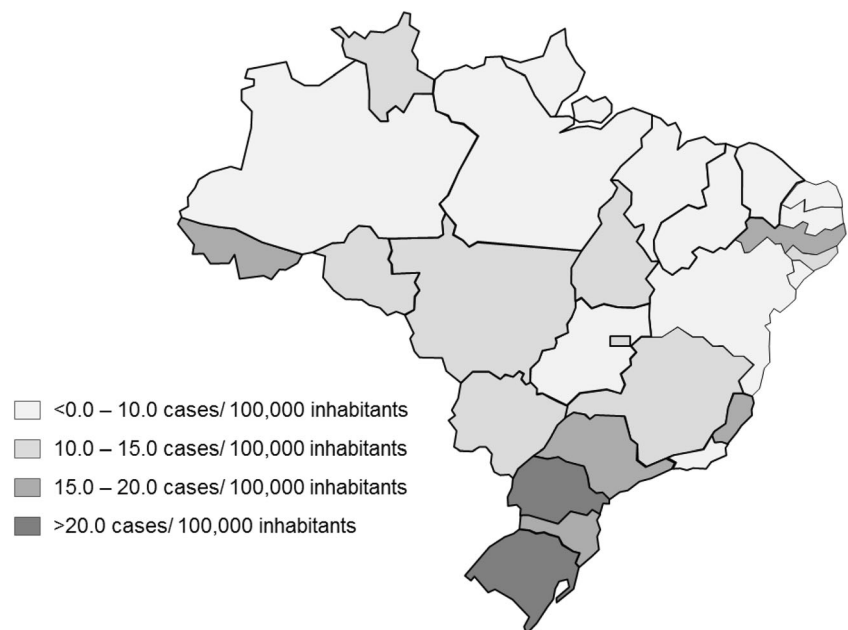 <0.0 – 10.0 cases/ 100,000 inhabitants
10.0 – 15.0 cases/ 100,000 inhabitants
15.0 – 20.0 cases/ 100,000 inhabitants
>20.0 cases/ 100,000 inhabitants